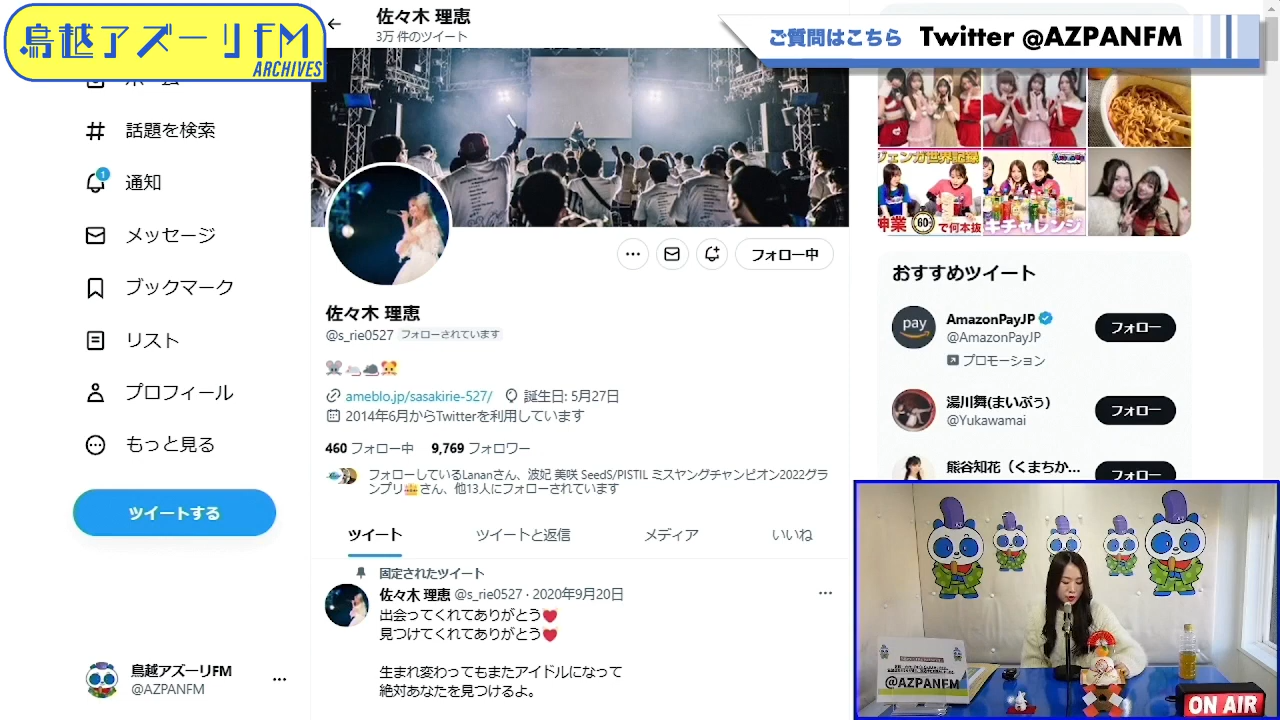 鳥越アズーリFM
ARCHIVES
佐々木 理恵
3万 件のツイート
ご質問はこちら Twitter @AZPANFM
ホーム
話題を検索
1
通知
メッセージ
ブックマーク
リスト
プロフィール
もっと見る
ツイートする
鳥越アズーリFM
@AZPANFM
フォロー中
佐々木 理恵
@s_rie0527 フォローされています
ameblo.jp/sasakirie-527/ 誕生日: 5月27日
2014年6月からTwitterを利用しています
460 フォロー中 9,769 フォロワー
フォローしているLananさん、波妃 美咲 SeedS/PISTIL ミスヤングチャンピオン2022グラ
ンプリ さん、他13人にフォローされています
ツイート ツイートと返信 メディア いいね
固定されたツイート
佐々木 理恵 @s_rie0527 · 2020年9月20日
出会ってくれてありがとう❤
見つけてくれてありがとう❤
生まれ変わってもまたアイドルになって
絶対あなたを見つけるよ。
ジェンガ世界記録
神業 60 で何本抜
キチャレンジ
おすすめツイート
pay
AmazonPayJP
@AmazonPayJP
プロモーション
フォロー
湯川舞(まいぷぅ)
@Yukawamai
フォロー
熊谷知花（くまちか...
フォロー
@AZPANFM
ON AIR